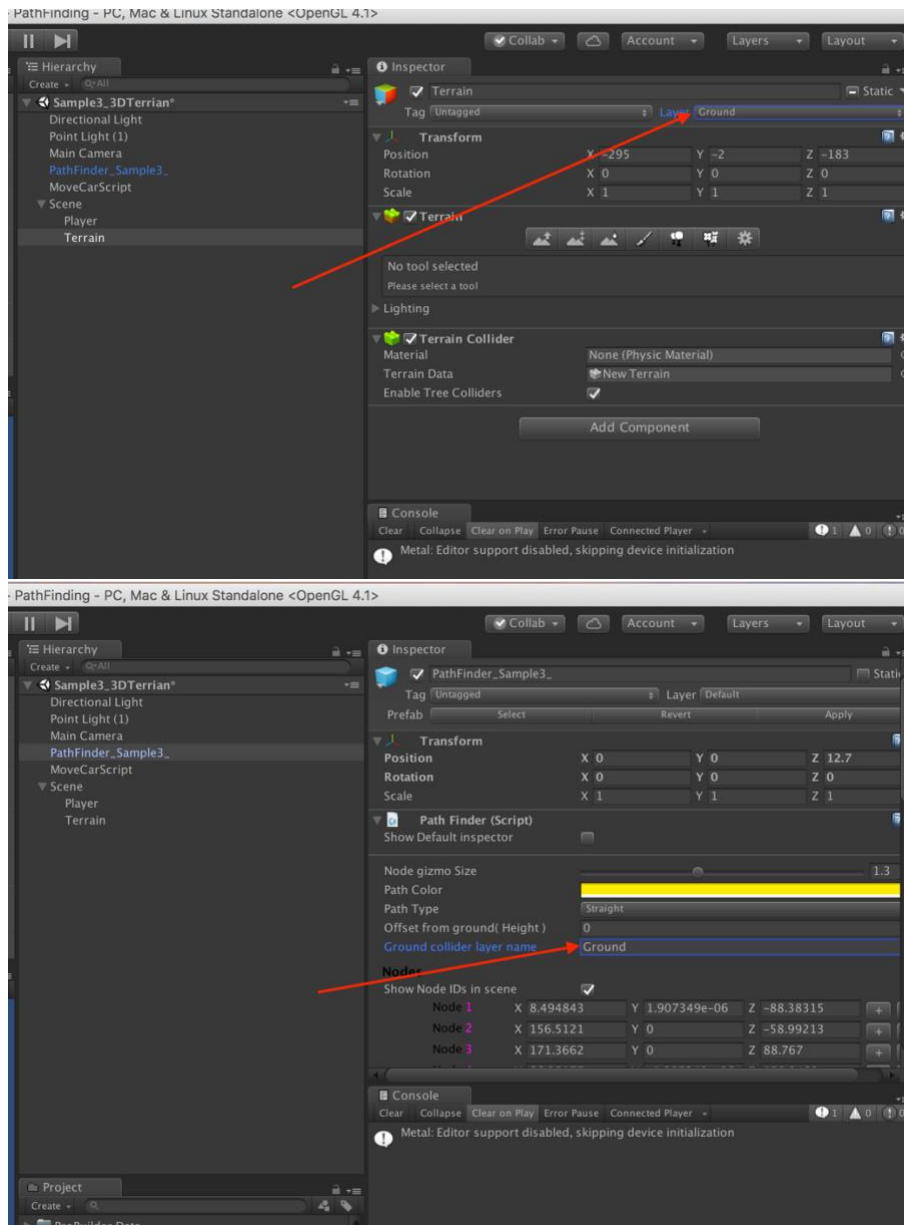 - PathFinding - PC, Mac & Linux Standalone <OpenGL 4.1>
Collab Account Layers Layout
Hierarchy
Create All
Sample3_3DTerrian*
Directional Light
Point Light (1)
Main Camera
PathFinder_Sample3_
MoveCarScript
Scene
Player
Terrain
Inspector
Terrain Static
Tag Untagged Layer Ground
Transform
Position X -295 Y -2 Z -183
Rotation X 0 Y 0 Z 0
Scale X 1 Y 1 Z 1
Terrain
No tool selected
Please select a tool
Lighting
Terrain Collider
Material None (Physic Material)
Terrain Data New Terrain
Enable Tree Colliders
Add Component
Console
Clear Collapse Clear on Play Error Pause Connected Player 1 0 0
Metal: Editor support disabled, skipping device initialization
PathFinding - PC, Mac & Linux Standalone <OpenGL 4.1>
Collab Account Layers Layout
Hierarchy
Create All
Sample3_3DTerrian*
Directional Light
Point Light (1)
Main Camera
PathFinder_Sample3_
MoveCarScript
Scene
Player
Terrain
Inspector
PathFinder_Sample3_ Stati
Tag Untagged Layer Default
Prefab Select Revert Apply
Transform
Position X 0 Y 0 Z 12.7
Rotation X 0 Y 0 Z 0
Scale X 1 Y 1 Z 1
Path Finder (Script)
Show Default inspector
Node gizmo Size 1.3
Path Color
Path Type Straight
Offset from ground( Height ) 0
Ground collider layer name Ground
Nodes
Show Node IDs in scene
Node 1 X 8.494843 Y 1.907349e-06 Z -88.38315 +
Node 2 X 156.5121 Y 0 Z -58.99213 +
Node 3 X 171.3662 Y 0 Z 88.767 +
Console
Clear Collapse Clear on Play Error Pause Connected Player 1 0 0
Metal: Editor support disabled, skipping device initialization
Project
Create